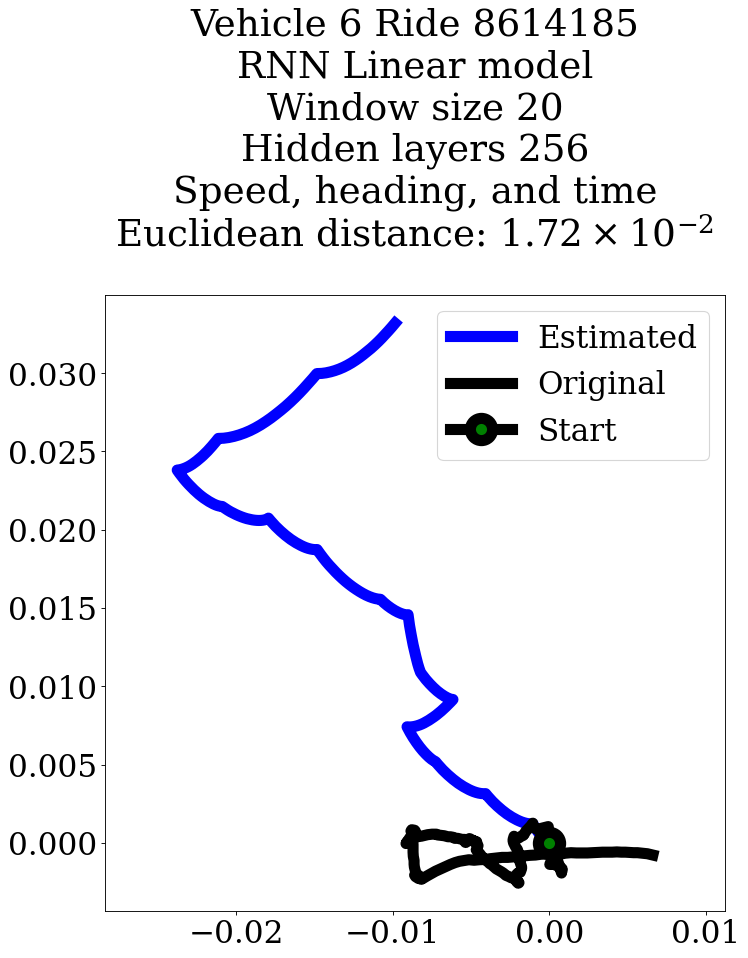 Vehicle 6 Ride 8614185
RNN Linear model
Window size 20
Hidden layers 256
Speed, heading, and time
Euclidean distance: 1.72 × 10⁻²
Estimated
Original
Start
0.030
0.025
0.020
0.015
0.010
0.005
0.000
−0.02
−0.01
0.00
0.01